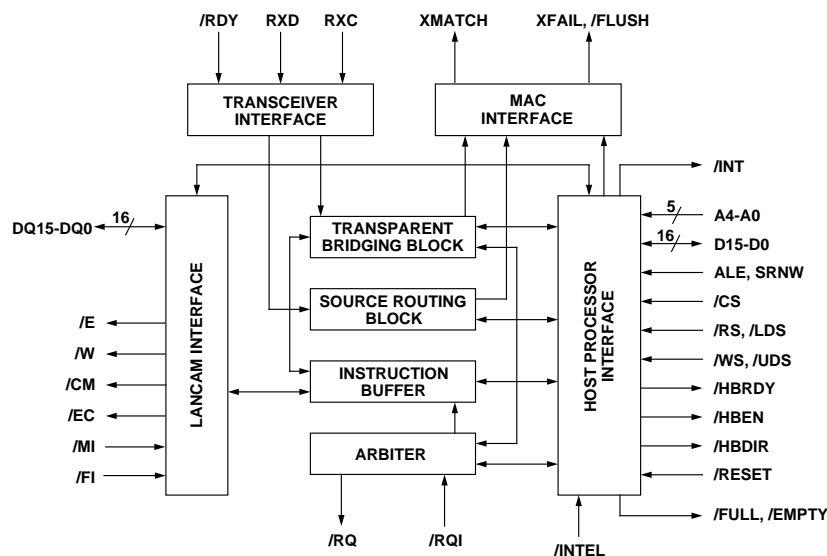 /RDY RXD RXC XMATCH XFAIL, /FLUSH
TRANSCEIVER
INTERFACE
MAC
INTERFACE
/INT
DQ15-DQ0 16
5 A4-A0
16 D15-D0
ALE, SRNW
/CS
/RS, /LDS
/WS, /UDS
/HBRDY
/HBEN
/HBDIR
/RESET
/FULL, /EMPTY
TRANSPARENT
BRIDGING BLOCK
SOURCE ROUTING
BLOCK
INSTRUCTION
BUFFER
ARBITER
LANCAM INTERFACE
HOST PROCESSOR
INTERFACE
/E
/W
/CM
/EC
/MI
/FI
/RQ /RQI /INTEL